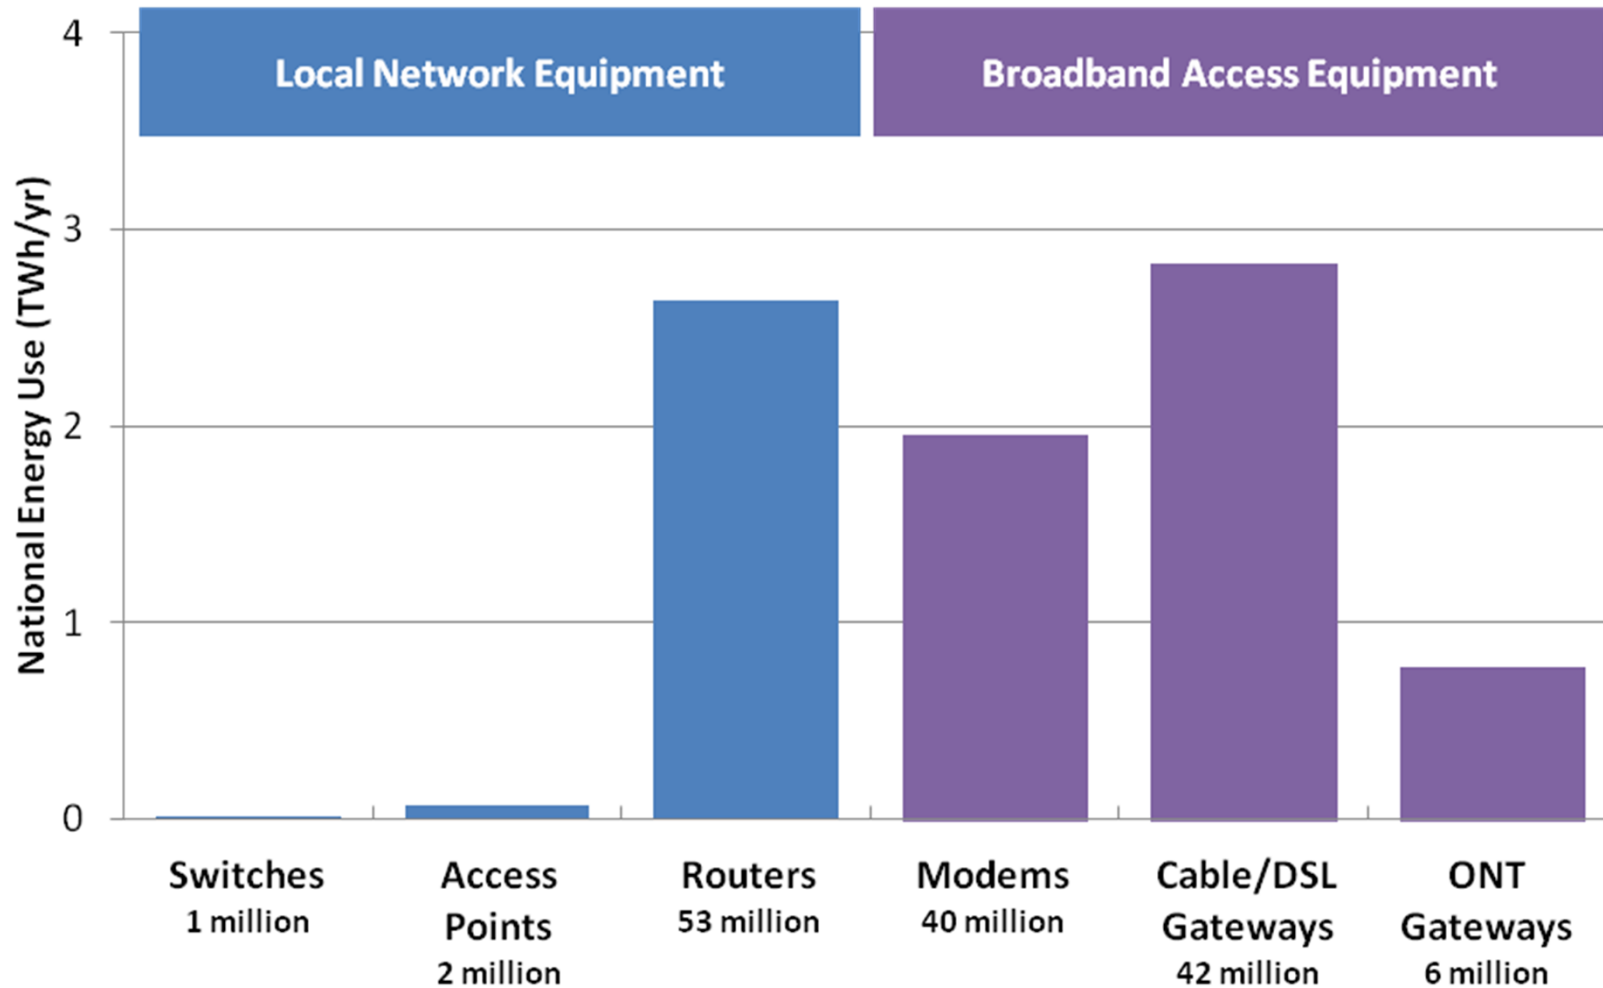 Local Network Equipment
Broadband Access Equipment
National Energy Use (TWh/yr)
4
3
2
1
0
Switches
1 million
Access
Points
2 million
Routers
53 million
Modems
40 million
Cable/DSL
Gateways
42 million
ONT
Gateways
6 million